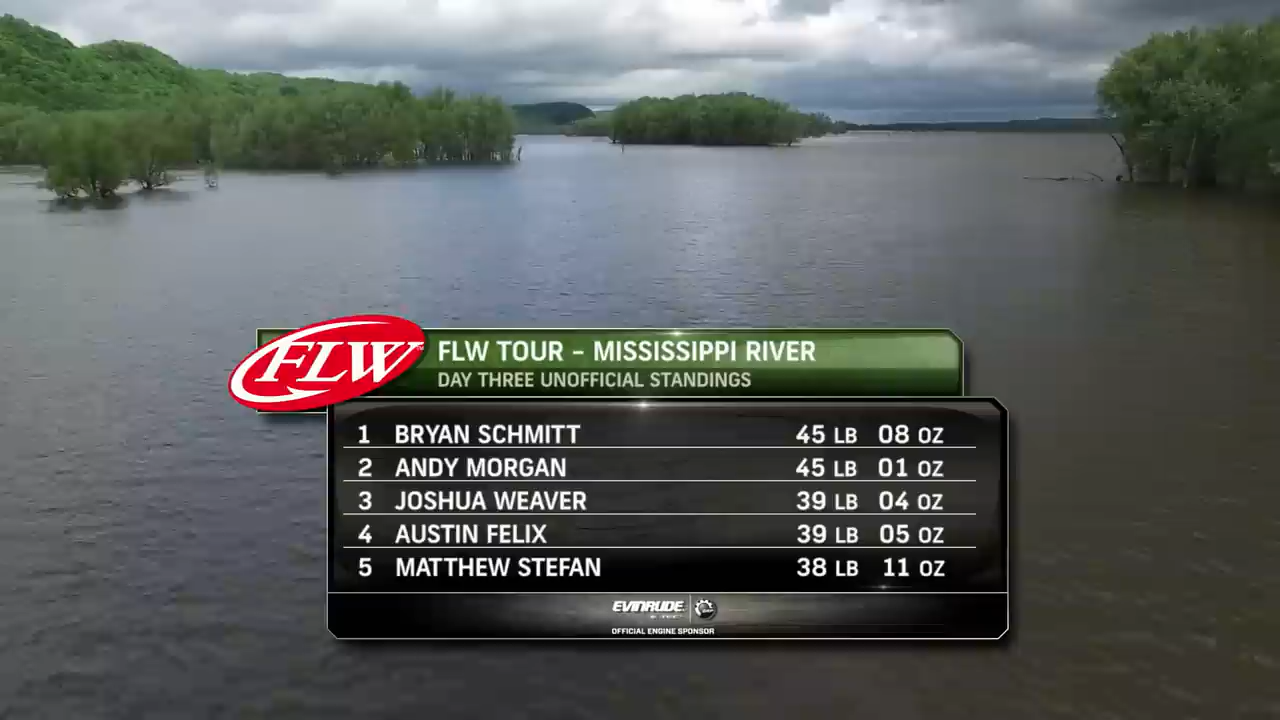 FLW
FLW TOUR – MISSISSIPPI RIVER
DAY THREE UNOFFICIAL STANDINGS
1 BRYAN SCHMITT 45 LB 08 OZ
2 ANDY MORGAN 45 LB 01 OZ
3 JOSHUA WEAVER 39 LB 04 OZ
4 AUSTIN FELIX 39 LB 05 OZ
5 MATTHEW STEFAN 38 LB 11 OZ
EVINRUDE
OFFICIAL ENGINE SPONSOR